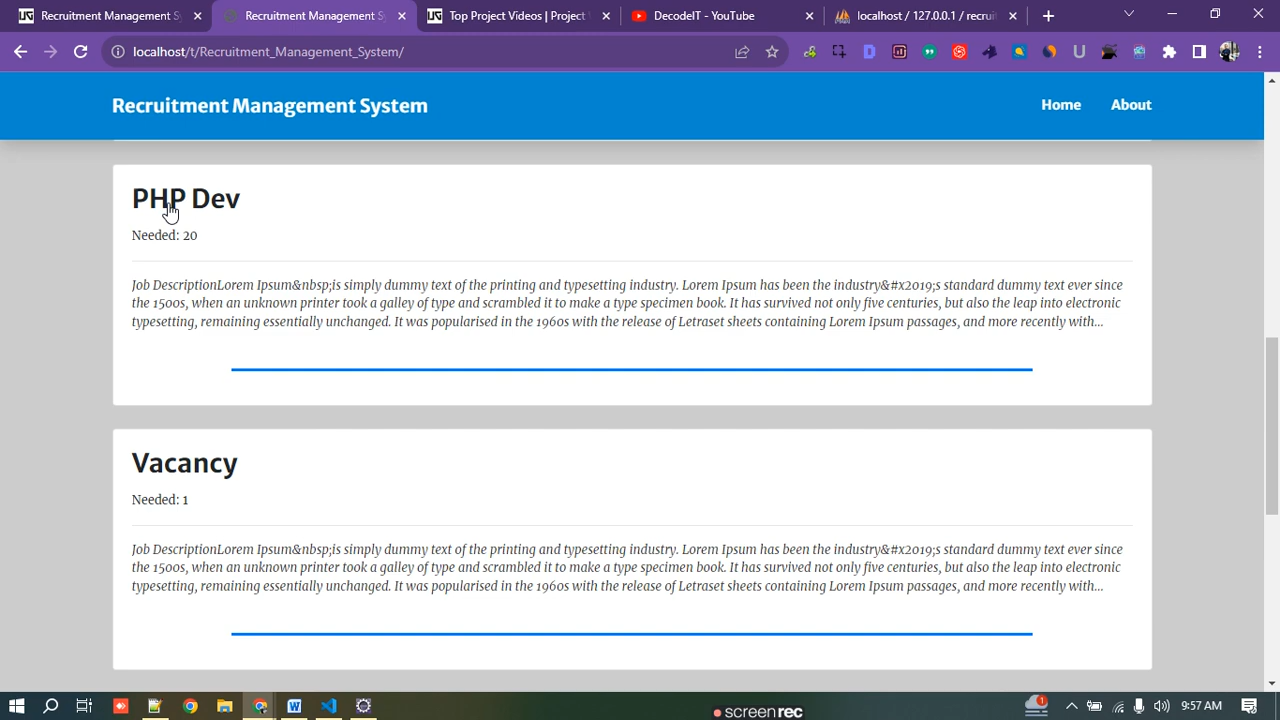 Recruitment Management S
Recruitment Management S
Top Project Videos | Project
DecodeIT - YouTube
localhost / 127.0.0.1 / recruit
localhost/t/Recruitment_Management_System/
Recruitment Management System
Home
About
PHP Dev
Needed: 20
Job DescriptionLorem Ipsum&nbsp;is simply dummy text of the printing and typesetting industry. Lorem Ipsum has been the industry&#x2019;s standard dummy text ever since
the 1500s, when an unknown printer took a galley of type and scrambled it to make a type specimen book. It has survived not only five centuries, but also the leap into electronic
typesetting, remaining essentially unchanged. It was popularised in the 1960s with the release of Letraset sheets containing Lorem Ipsum passages, and more recently with...
Vacancy
Needed: 1
Job DescriptionLorem Ipsum&nbsp;is simply dummy text of the printing and typesetting industry. Lorem Ipsum has been the industry&#x2019;s standard dummy text ever since
the 1500s, when an unknown printer took a galley of type and scrambled it to make a type specimen book. It has survived not only five centuries, but also the leap into electronic
typesetting, remaining essentially unchanged. It was popularised in the 1960s with the release of Letraset sheets containing Lorem Ipsum passages, and more recently with...
1
9:57 AM
screenrec